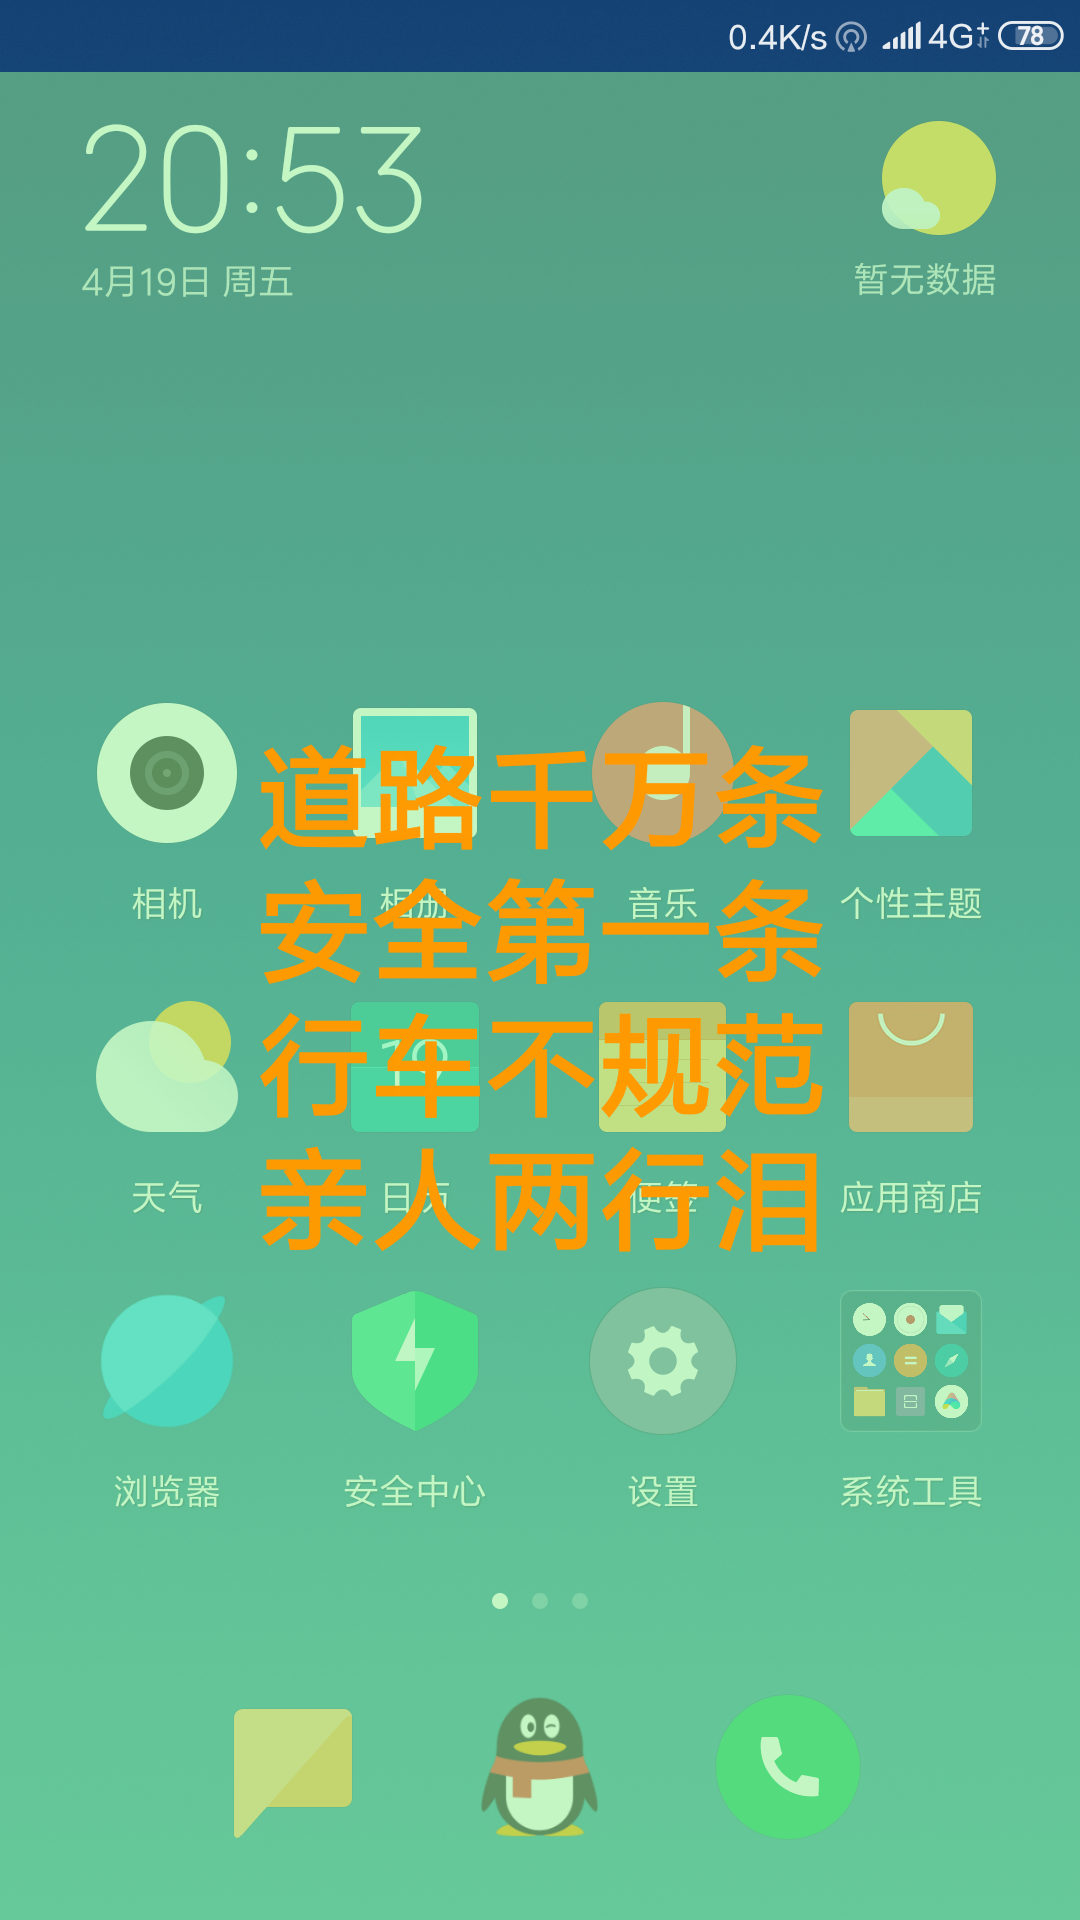 0.4K/s 4G+ 78
20:53
4月19日 周五
暂无数据
道路千万条
相机 相册 音乐 个性主题
安全第一条
19
行车不规范
天气 日历 便签 应用商店
亲人两行泪
浏览器 安全中心 设置 系统工具